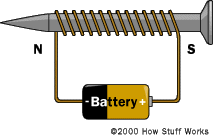 N S
- Battery +
©2000 How Stuff Works